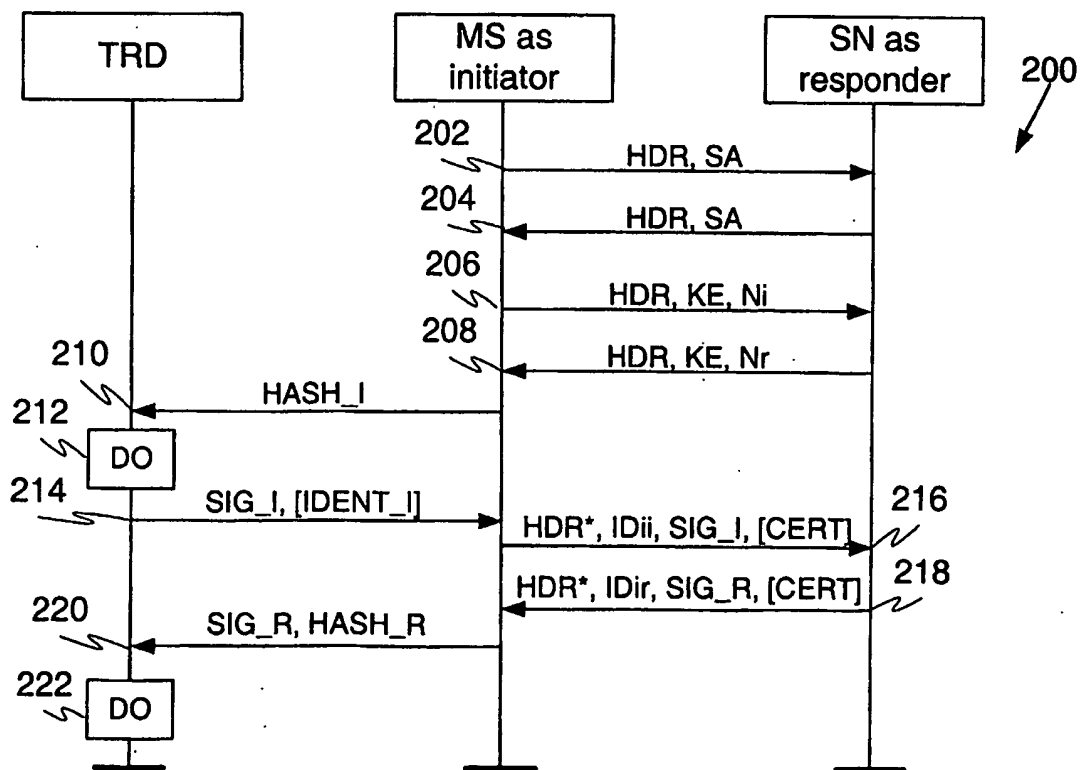 TRD
MS as
initiator
SN as
responder
200
202
HDR, SA
204
HDR, SA
206
HDR, KE, Ni
208
HDR, KE, Nr
210
HASH_I
212
DO
214
SIG_I, [IDENT_I]
HDR*, IDii, SIG_I, [CERT]
216
HDR*, IDir, SIG_R, [CERT]
218
220
SIG_R, HASH_R
222
DO